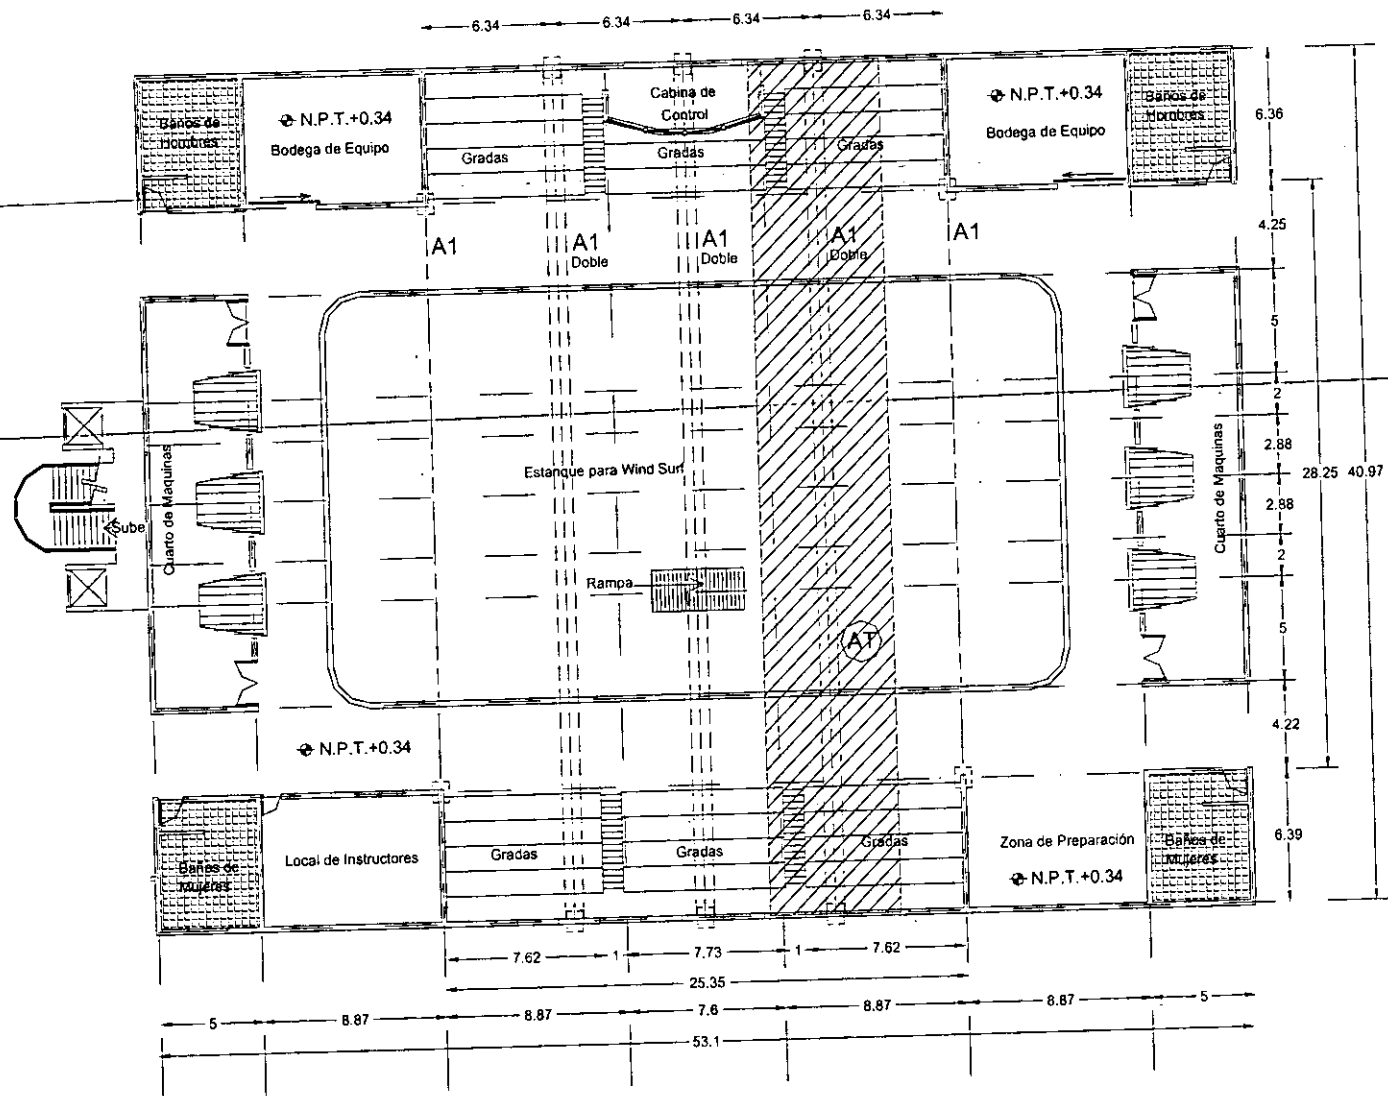 6.34 6.34 6.34 6.34
Baños de
Hombres
N.P.T.+0.34
Bodega de Equipo
Gradas
Cabina de
Control
Gradas
Gradas
N.P.T.+0.34
Bodega de Equipo
Baños de
Hombres
6.36
A1
A1
Doble
A1
Doble
A1
Doble
A1
4.25
5
2
2.88
28.25
40.97
2.88
2
5
4.22
6.39
Cuarto de Maquinas
Sube
Estanque para Wind Surf
Rampa
AT
Cuarto de Maquinas
N.P.T.+0.34
Baños de
Mujeres
Local de Instructores
Gradas
Gradas
Gradas
Zona de Preparación
N.P.T.+0.34
Baños de
Mujeres
7.62 1 7.73 1 7.62
25.35
5 8.87 8.87 7.6 8.87 8.87 5
53.1